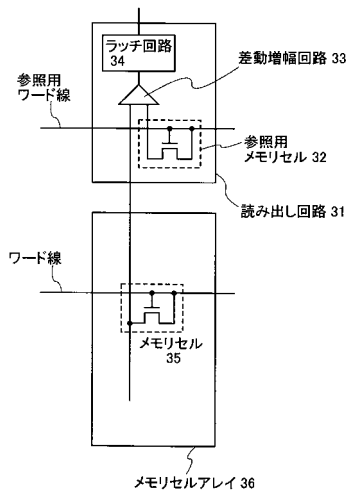 ラッチ回路
34
差動増幅回路 33
参照用
ワード線
参照用
メモリセル 32
読み出し回路 31
ワード線
メモリセル
35
メモリセルアレイ 36